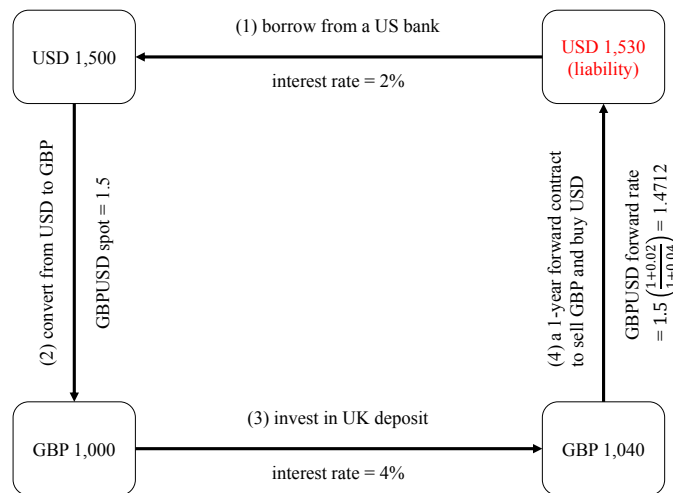 (1) borrow from a US bank
USD 1,500
USD 1,530
(liability)
interest rate = 2%
(2) convert from USD to GBP
GBPUSD spot = 1.5
(4) a 1-year forward contract
to sell GBP and buy USD
GBPUSD forward rate
= 1.5 (1+0.02/1+0.04) = 1.4712
(3) invest in UK deposit
GBP 1,000
GBP 1,040
interest rate = 4%